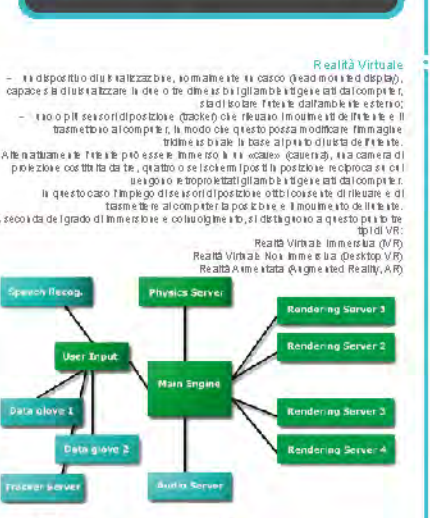 Realtà Virtuale
– un dispositivo di visualizzazione, normalmente un casco (head mounted display),
capace sia di visualizzare in due o tre dimensioni gli ambienti generati dal computer,
sia di isolare l'utente dall'ambiente esterno;
– uno o più sensori di posizione (tracker) che rilevano i movimenti dell'utente e li
trasmettono al computer, in modo che questo possa modificare l'immagine
tridimensionale in base al punto di vista dell'utente.
Alternativamente l'utente può essere immerso in un «cave» (caverna), una camera di
proiezione costituita da tre, quattro o sei schermi posti in posizione reciproca su cui
vengono retroproiettati gli ambienti generati dal computer.
In questo caso l'impiego di sensori di posizione ottici consente di rilevare e di
trasmettere al computer la posizione e il movimento dell'utente.
seconda del grado di immersione e coinvolgimento, si distinguono a questo punto tre
tipi di VR:
Realtà Virtuale Immersiva (IVR)
Realtà Virtuale Non Immersiva (Desktop VR)
Realtà Aumentata (Augmented Reality, AR)
Speech Recog.
Physics Server
Rendering Server 1
Rendering Server 2
User Input
Main Engine
Data glove 1
Rendering Server 3
Data glove 2
Rendering Server 4
Tracker Server
Audio Server